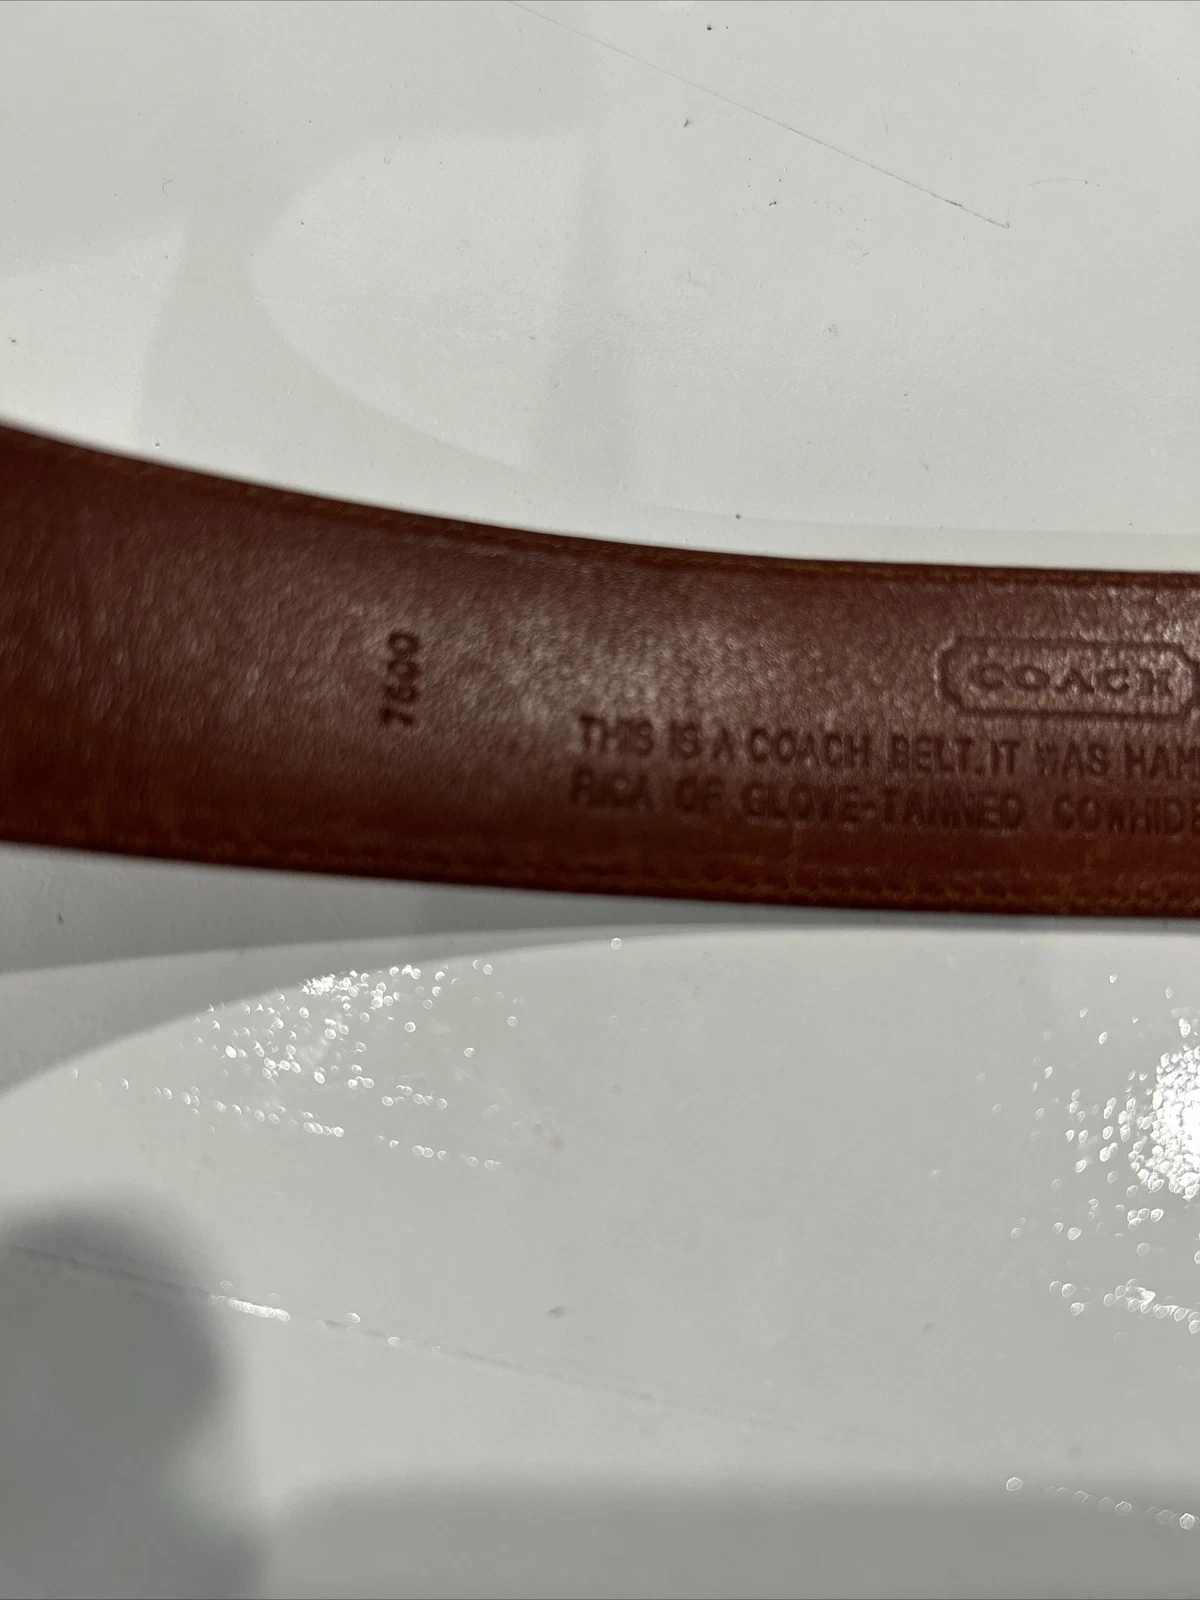 COACH
7600
THIS IS A COACH BELT.IT WAS HAM
RICA OF GLOVE-TANNED COWHIDE